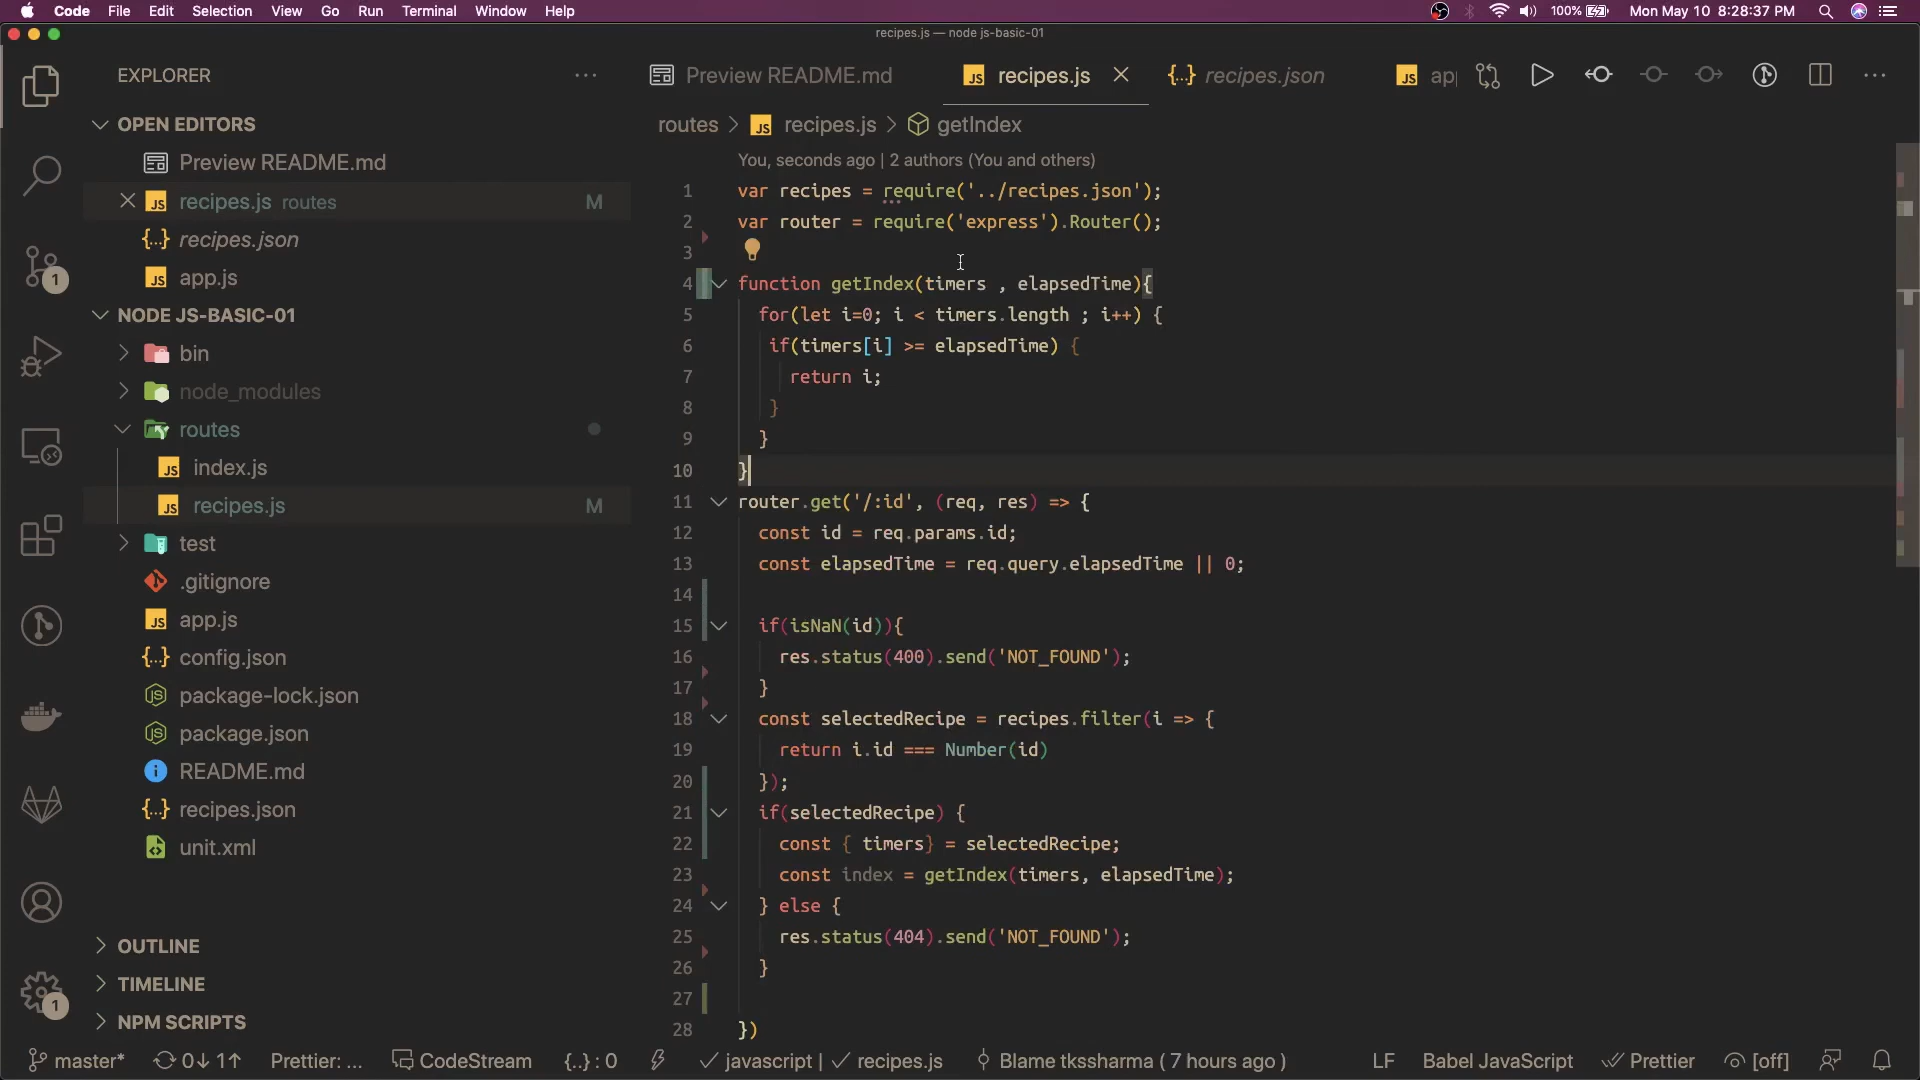 Code File Edit Selection View Go Run Terminal Window Help 100% Mon May 10 8:28:37 PM
recipes.js — node js-basic-01
EXPLORER
Preview README.md
recipes.js
recipes.json
JS ap
OPEN EDITORS
Preview README.md
JS recipes.js routes M
{...} recipes.json
JS app.js
NODE JS-BASIC-01
bin
node_modules
routes
JS index.js
JS recipes.js M
test
.gitignore
JS app.js
{...} config.json
package-lock.json
package.json
README.md
{...} recipes.json
unit.xml
OUTLINE
TIMELINE
NPM SCRIPTS
1
1
routes > JS recipes.js > getIndex
You, seconds ago | 2 authors (You and others)
1 var recipes = require('../recipes.json');
2 var router = require('express').Router();
3
4 function getIndex(timers , elapsedTime){
5 for(let i=0; i < timers.length ; i++) {
6 if(timers[i] >= elapsedTime) {
7 return i;
8 }
9 }
10 }
11 router.get('/:id', (req, res) => {
12 const id = req.params.id;
13 const elapsedTime = req.query.elapsedTime || 0;
14
15 if(isNaN(id)){
16 res.status(400).send('NOT_FOUND');
17 }
18 const selectedRecipe = recipes.filter(i => {
19 return i.id === Number(id)
20 });
21 if(selectedRecipe) {
22 const { timers} = selectedRecipe;
23 const index = getIndex(timers, elapsedTime);
24 } else {
25 res.status(404).send('NOT_FOUND');
26 }
27
28 })
master* 0↓ 1↑ Prettier: ... CodeStream {..} : 0 ✓ javascript | ✓ recipes.js Blame tkssharma ( 7 hours ago ) LF Babel JavaScript Prettier [off]